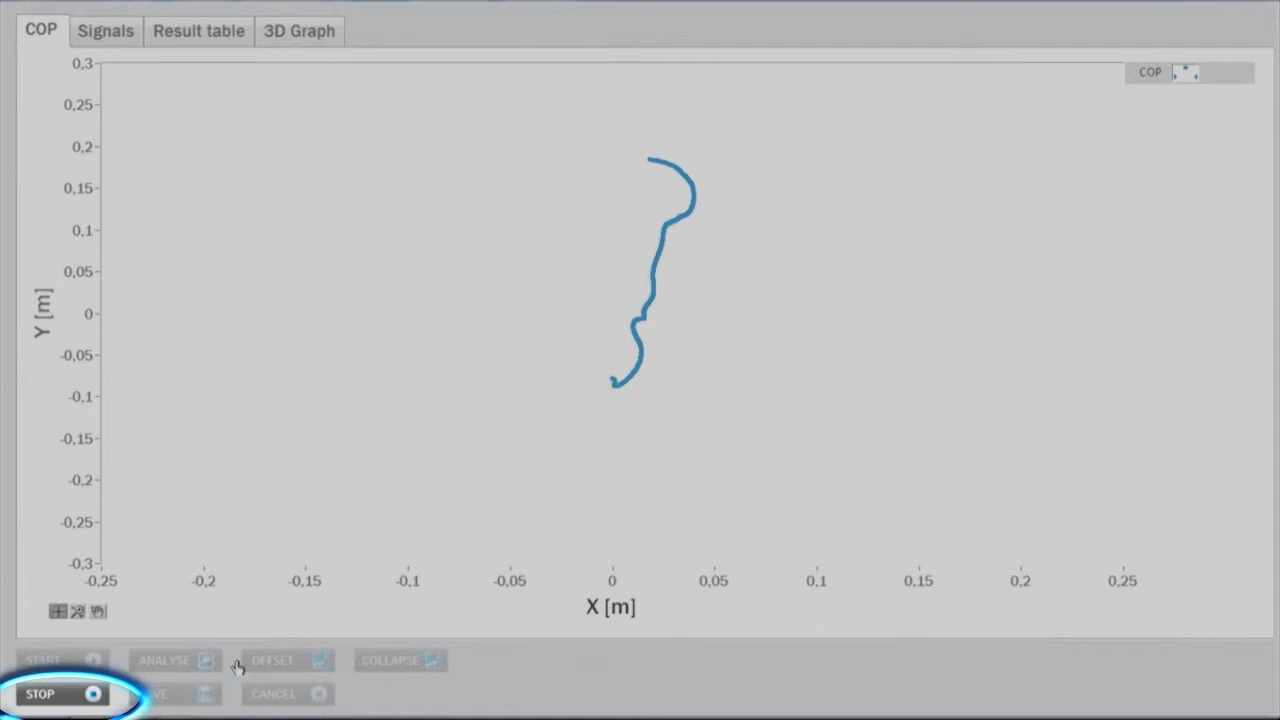 COP Signals Result table 3D Graph
COP
0,3
0,25
0,2
0,15
0,1
0,05
0
-0,05
-0,1
-0,15
-0,2
-0,25
-0,3
Y [m]
-0,25 -0,2 -0,15 -0,1 -0,05 0 0,05 0,1 0,15 0,2 0,25
X [m]
START ANALYSE OFFSET COLLAPSE
STOP CANCEL